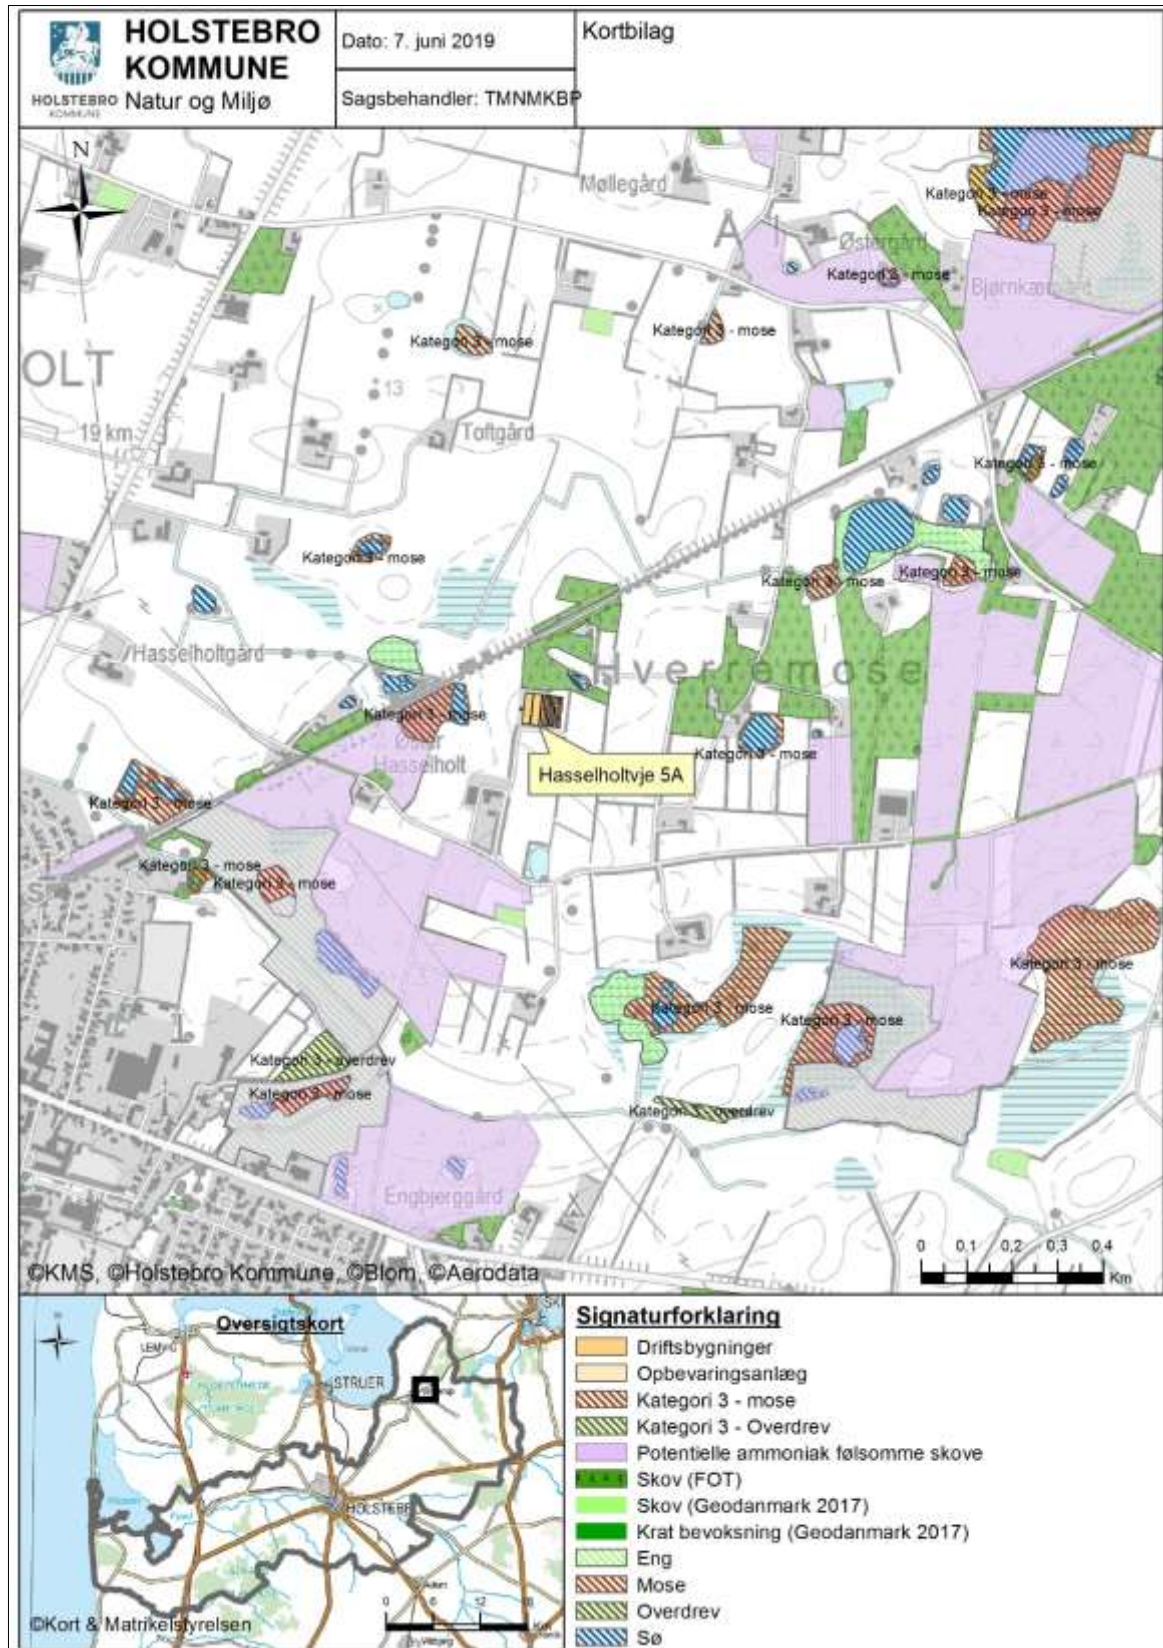 HOLSTEBRO
KOMMUNE
Natur og Miljø
HOLSTEBRO
KOMMUNE
Dato: 7. juni 2019
Sagsbehandler: TMNMKBP
Kortbilag
N
Møllegård
Kategori 3 - mose
Kategori 3 - mose
Østergård
Kategori 3 - mose
Bjørnkærgård
Kategori 3 - mose
Kategori 3 - mose
OLT
13
19 km
Toftgård
Kategori 3 - mose
Kategori 3 - mose
Kategori 3 - mose
Kategori 3 - mose
Hasselholtgård
Hverremose
Kategori 3 - mose
Øster
Hasselholt
Kategori 3 - mose
Hasselholtvje 5A
Kategori 3 - mose
Kategori 3 - mose
Kategori 3 - mose
Kategori 3 - mose
Kategori 3 - mose
Kategori 3 - mose
Kategori 3 - overdrev
Kategori 3 - mose
Kategori 3 - overdrev
Engbjerggård
0 0,1 0,2 0,3 0,4
Km
©KMS, ©Holstebro Kommune, ©Blom, ©Aerodata
Oversigtskort
LEMVIG
STRUER
HOLSTEBRO
0 6 12 18
Km
©Kort & Matrikelstyrelsen
Signaturforklaring
Driftsbygninger
Opbevaringsanlæg
Kategori 3 - mose
Kategori 3 - Overdrev
Potentielle ammoniak følsomme skove
Skov (FOT)
Skov (Geodanmark 2017)
Krat bevoksning (Geodanmark 2017)
Eng
Mose
Overdrev
Sø